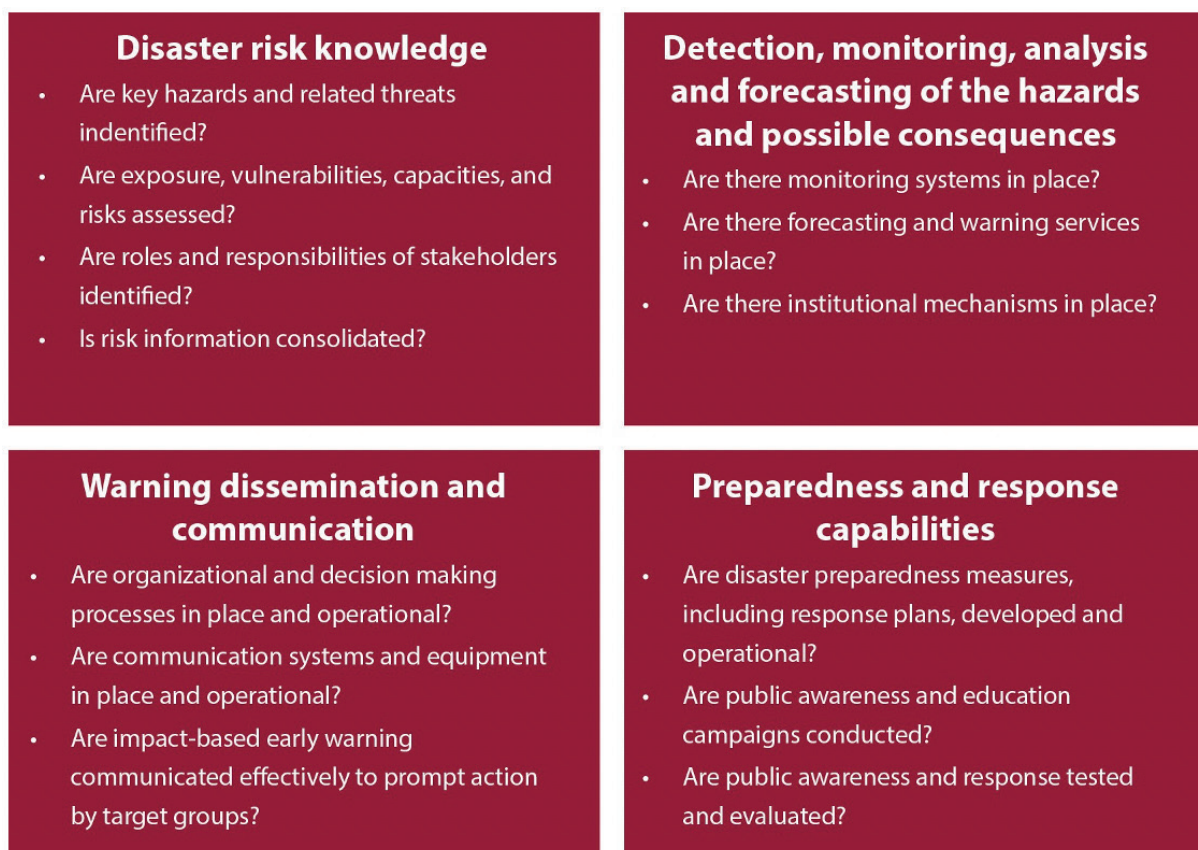 Disaster risk knowledge
• Are key hazards and related threats
indentified?
• Are exposure, vulnerabilities, capacities, and
risks assessed?
• Are roles and responsibilities of stakeholders
identified?
• Is risk information consolidated?
Detection, monitoring, analysis
and forecasting of the hazards
and possible consequences
• Are there monitoring systems in place?
• Are there forecasting and warning services
in place?
• Are there institutional mechanisms in place?
Warning dissemination and
communication
• Are organizational and decision making
processes in place and operational?
• Are communication systems and equipment
in place and operational?
• Are impact-based early warning
communicated effectively to prompt action
by target groups?
Preparedness and response
capabilities
• Are disaster preparedness measures,
including response plans, developed and
operational?
• Are public awareness and education
campaigns conducted?
• Are public awareness and response tested
and evaluated?